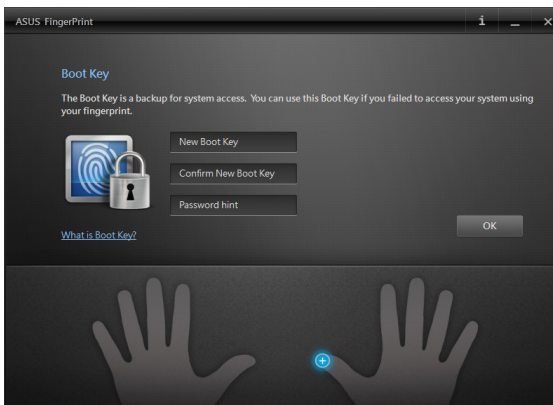 ASUS FingerPrint
Boot Key
The Boot Key is a backup for system access. You can use this Boot Key if you failed to access your system using
your fingerprint.
New Boot Key
Confirm New Boot Key
Password hint
OK
What is Boot Key?